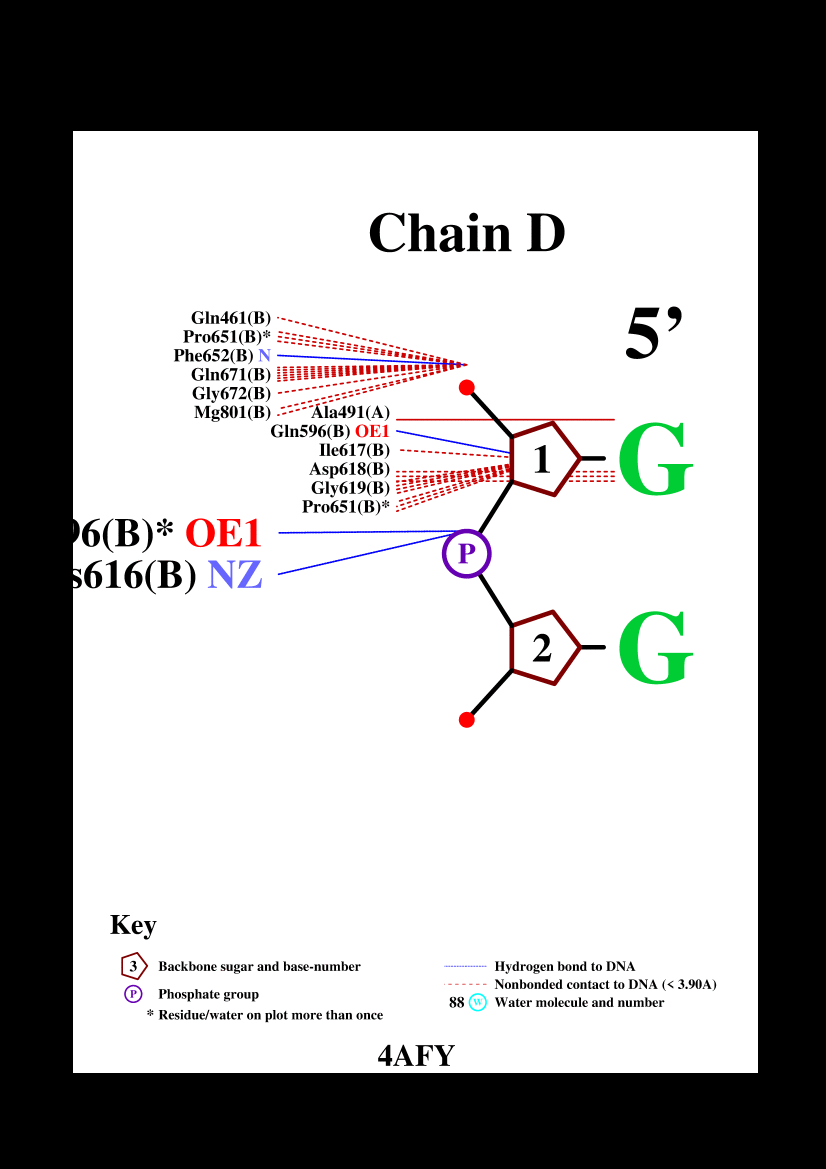 Chain D
5’
Gln461(B)
Pro651(B)*
Phe652(B) N
Gln671(B)
Gly672(B)
Mg801(B)
Ala491(A)
Gln596(B) OE1
Ile617(B)
Asp618(B)
Gly619(B)
Pro651(B)*
1
G
96(B)* OE1
s616(B) NZ
P
2
G
Key
3 Backbone sugar and base-number
P Phosphate group
* Residue/water on plot more than once
Hydrogen bond to DNA
Nonbonded contact to DNA (< 3.90A)
88 W Water molecule and number
4AFY